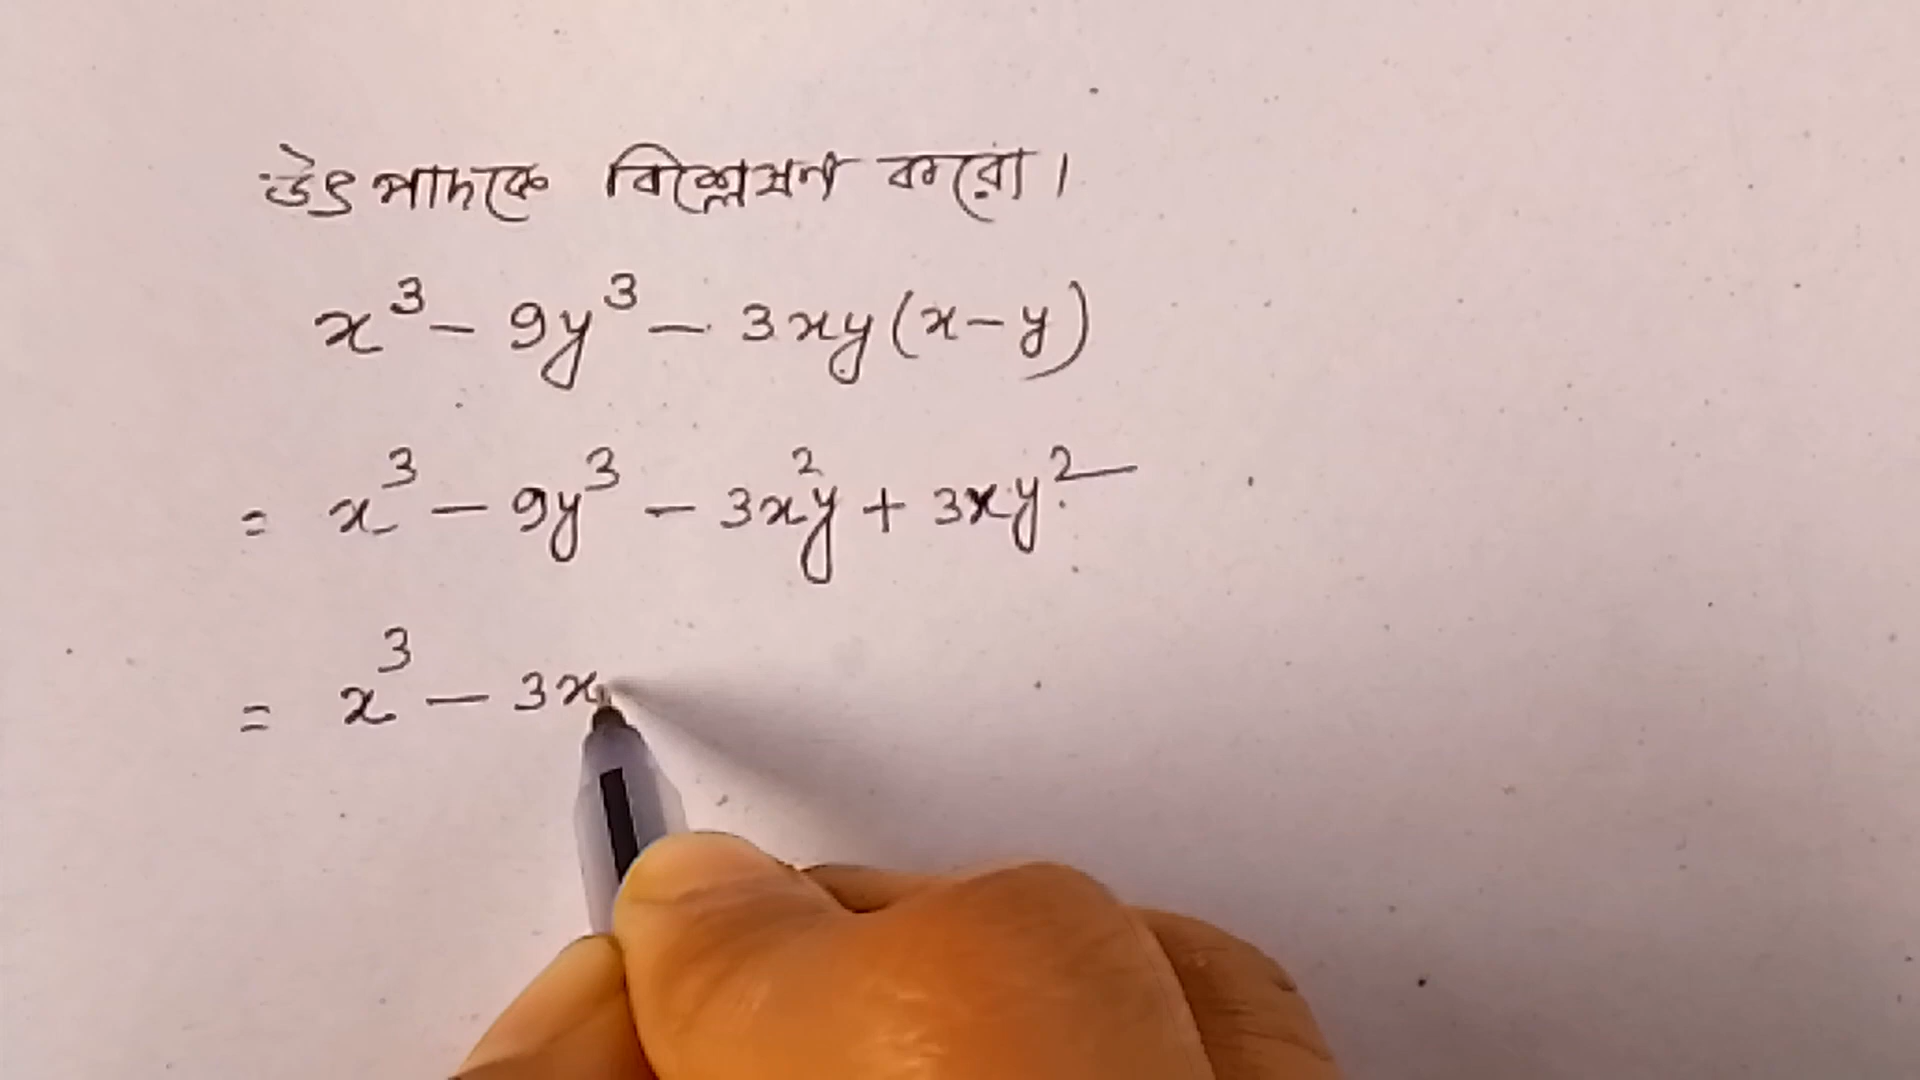 উৎপাদকে বিশ্লেষণ করো।
x³ - 9y³ - 3xy(x-y)
= x³ - 9y³ - 3x²y + 3xy²
= x³ - 3x